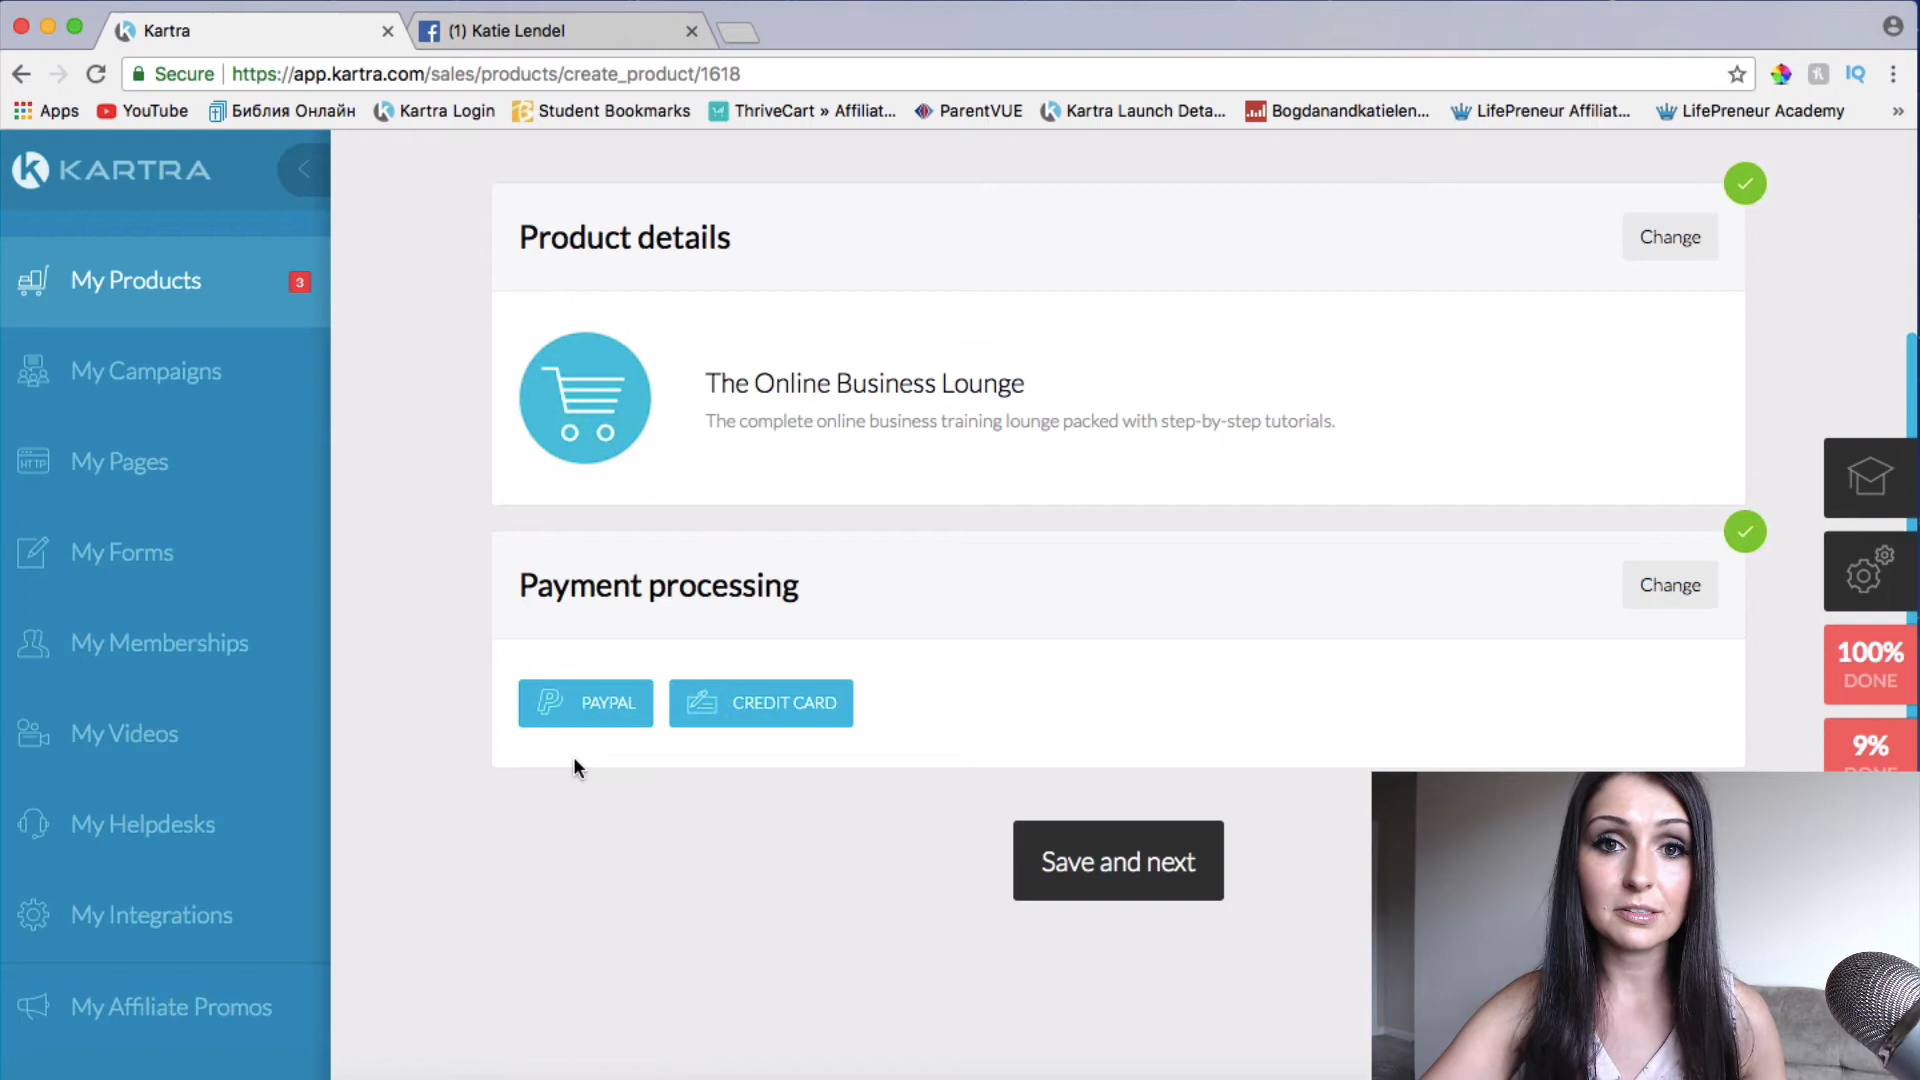 Kartra
(1) Katie Lendel
Secure
https://app.kartra.com/sales/products/create_product/1618
IQ
Apps
YouTube
Библия Онлайн
Kartra Login
Student Bookmarks
ThriveCart » Affiliat...
ParentVUE
Kartra Launch Deta...
Bogdanandkatielen...
LifePreneur Affiliat...
LifePreneur Academy
»
KARTRA
My Products
3
My Campaigns
HTTP
My Pages
My Forms
My Memberships
My Videos
My Helpdesks
My Integrations
My Affiliate Promos
Product details
Change
The Online Business Lounge
The complete online business training lounge packed with step-by-step tutorials.
Payment processing
Change
PAYPAL
CREDIT CARD
Save and next
100%
DONE
9%
DONE